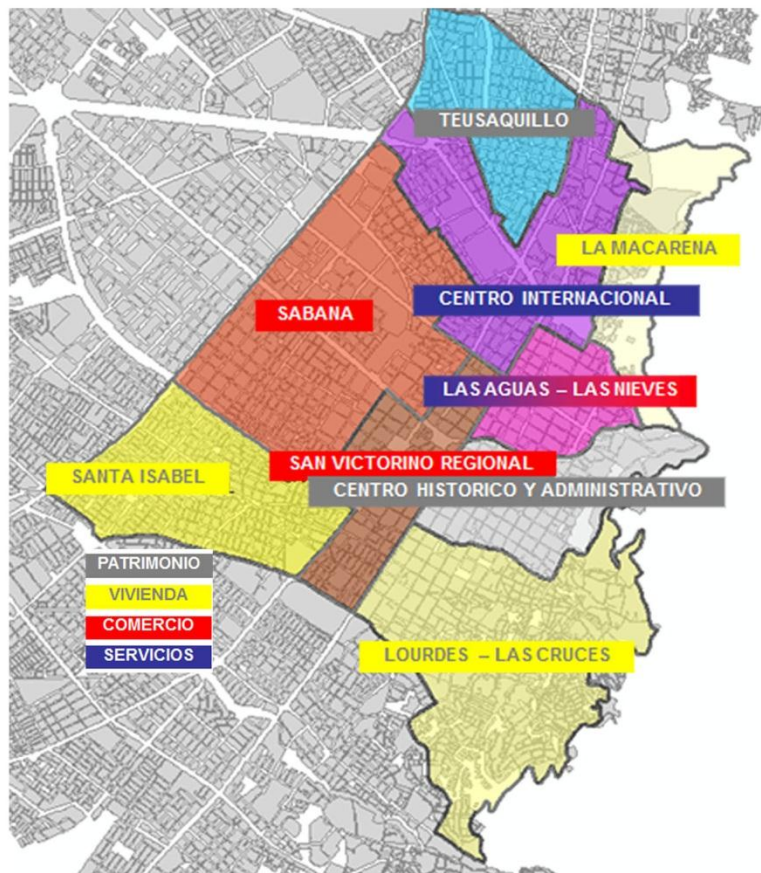 TEUSAQUILLO
LA MACARENA
CENTRO INTERNACIONAL
SABANA
LAS AGUAS – LAS NIEVES
SAN VICTORINO REGIONAL
SANTA ISABEL
CENTRO HISTORICO Y ADMINISTRATIVO
PATRIMONIO
VIVIENDA
COMERCIO
SERVICIOS
LOURDES – LAS CRUCES